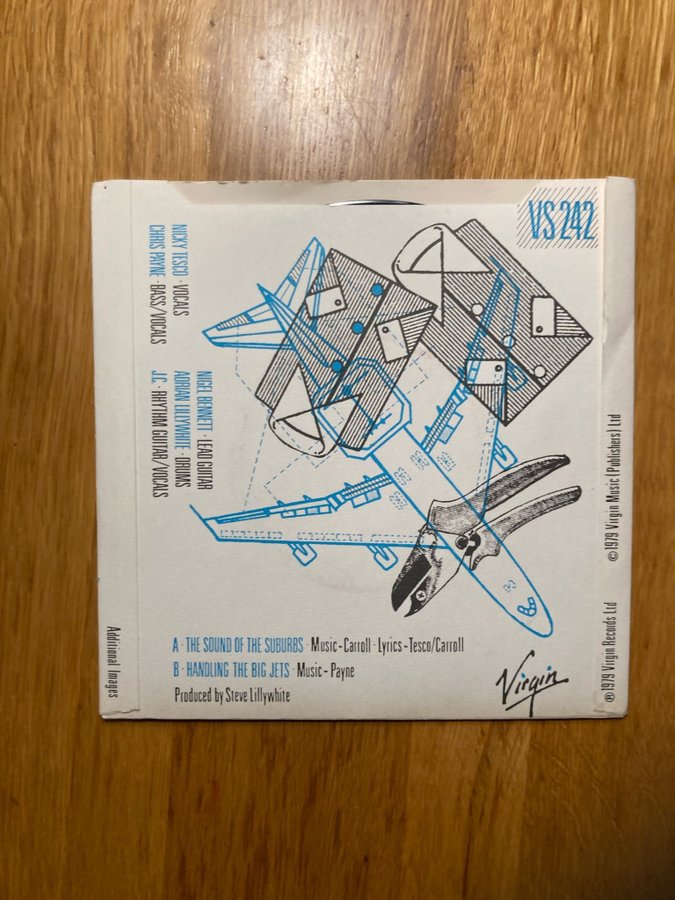 VS 242
NICKY TESCO · VOCALS
CHRIS PAYNE · BASS/VOCALS
NIGEL BENNETT · LEAD GUITAR
ADRIAN LILLYWHITE · DRUMS
J.C. · RHYTHM GUITAR/VOCALS
A · THE SOUND OF THE SUBURBS · Music - Carroll · Lyrics - Tesco/Carroll
B · HANDLING THE BIG JETS · Music - Payne
Produced by Steve Lillywhite
Virgin
Additional Images
℗ 1979 Virgin Records Ltd
© 1979 Virgin Music (Publishers) Ltd